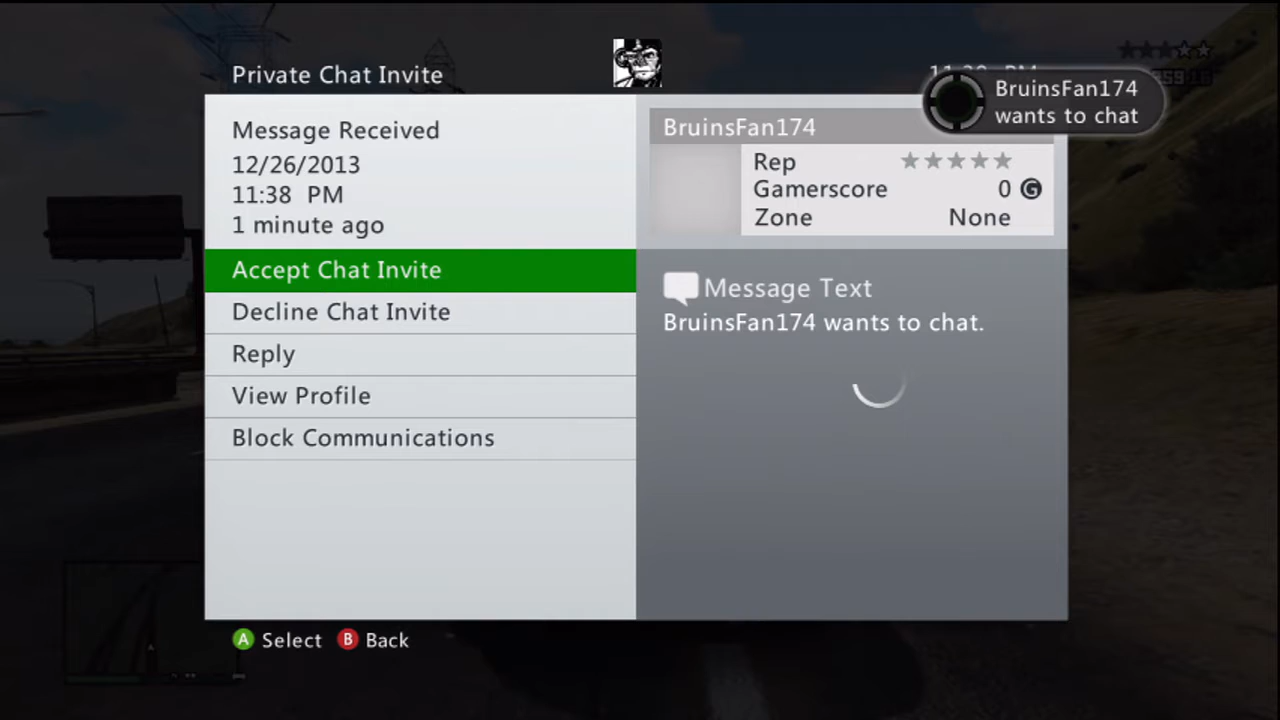 Private Chat Invite
BruinsFan174
wants to chat
Message Received
12/26/2013
11:38 PM
1 minute ago
Accept Chat Invite
Decline Chat Invite
Reply
View Profile
Block Communications
BruinsFan174
Rep
Gamerscore 0 G
Zone None
Message Text
BruinsFan174 wants to chat.
A Select B Back